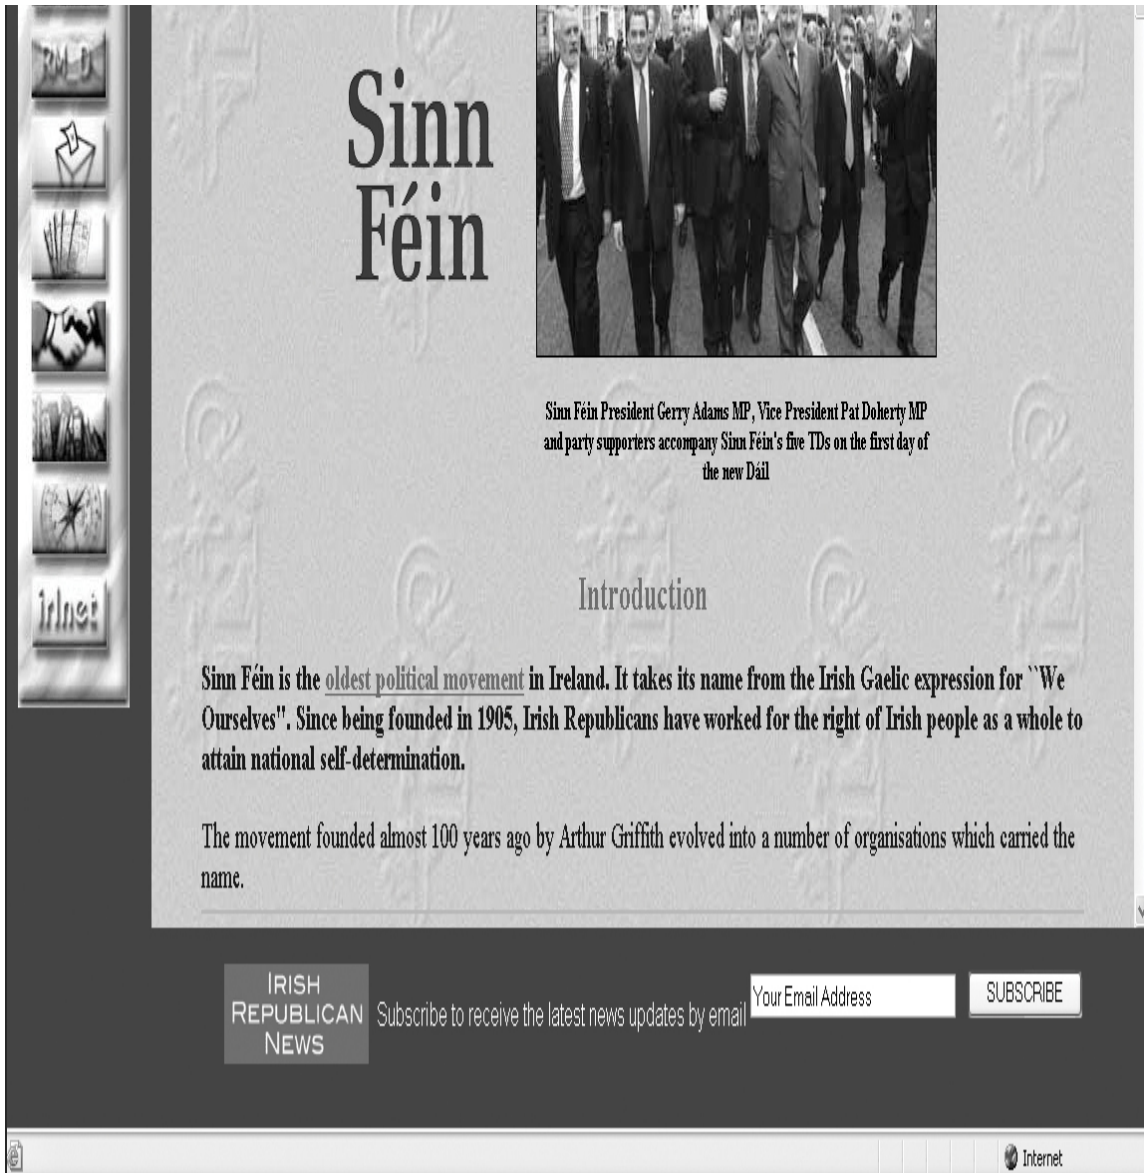 Sinn
Féin
Sinn Féin President Gerry Adams MP, Vice President Pat Doherty MP
and party supporters accompany Sinn Féin's five TDs on the first day of
the new Dáil
irlnet
Introduction
Sinn Féin is the oldest political movement in Ireland. It takes its name from the Irish Gaelic expression for ``We
Ourselves". Since being founded in 1905, Irish Republicans have worked for the right of Irish people as a whole to
attain national self-determination.
The movement founded almost 100 years ago by Arthur Griffith evolved into a number of organisations which carried the
name.
IRISH
REPUBLICAN
NEWS
Subscribe to receive the latest news updates by email
Your Email Address
SUBSCRIBE
Internet